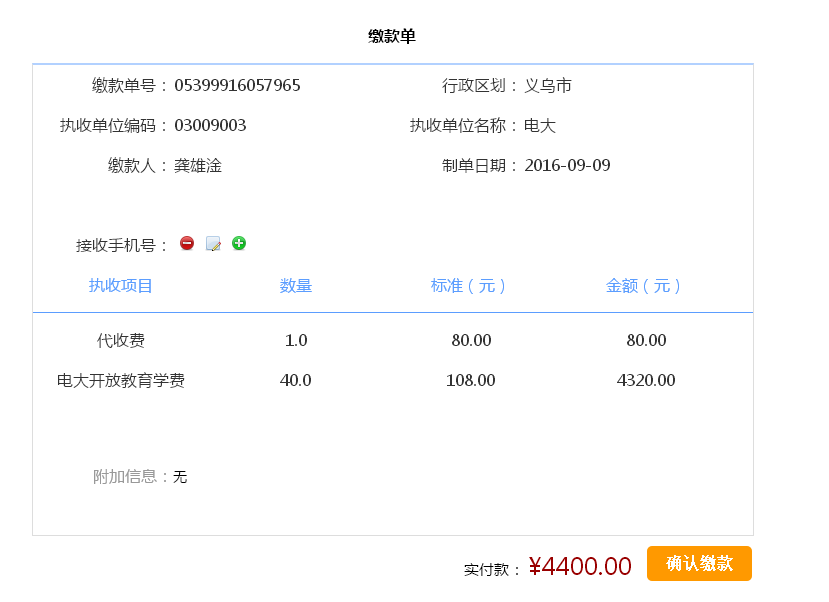 缴款单
缴款单号： 05399916057965 行政区划： 义乌市
执收单位编码： 03009003 执收单位名称： 电大
缴款人： 龚雄淦 制单日期： 2016-09-09
接收手机号：
执收项目 数量 标准（元） 金额（元）
代收费 1.0 80.00 80.00
电大开放教育学费 40.0 108.00 4320.00
附加信息：无
实付款： ¥4400.00 确认缴款